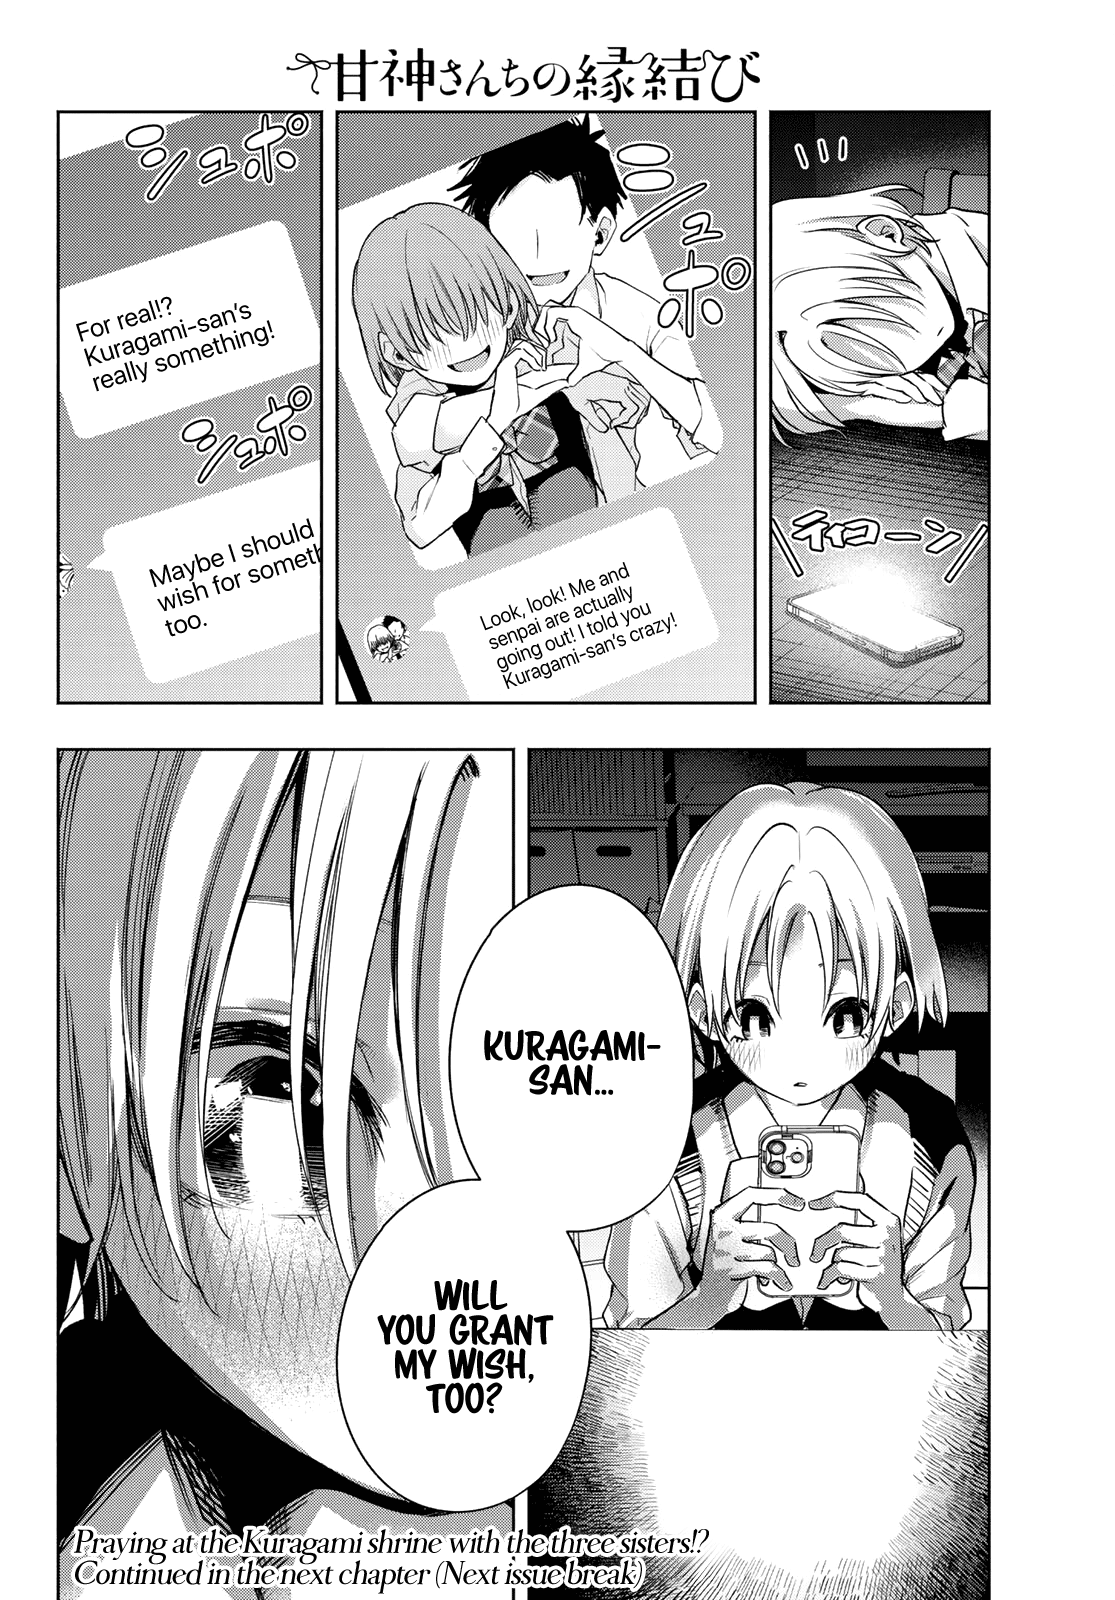 甘神さんちの縁結び
ティコーン
シュポ
Look, look! Me and
senpai are actually
going out! I told you
Kuragami-san's crazy!
シュポ
For real!?
Kuragami-san's
really something!
シュポ
Maybe I should
wish for someth
too.
KURAGAMI-
SAN...
WILL
YOU GRANT
MY WISH,
TOO?
Praying at the Kuragami shrine with the three sisters!?
Continued in the next chapter (Next issue break)